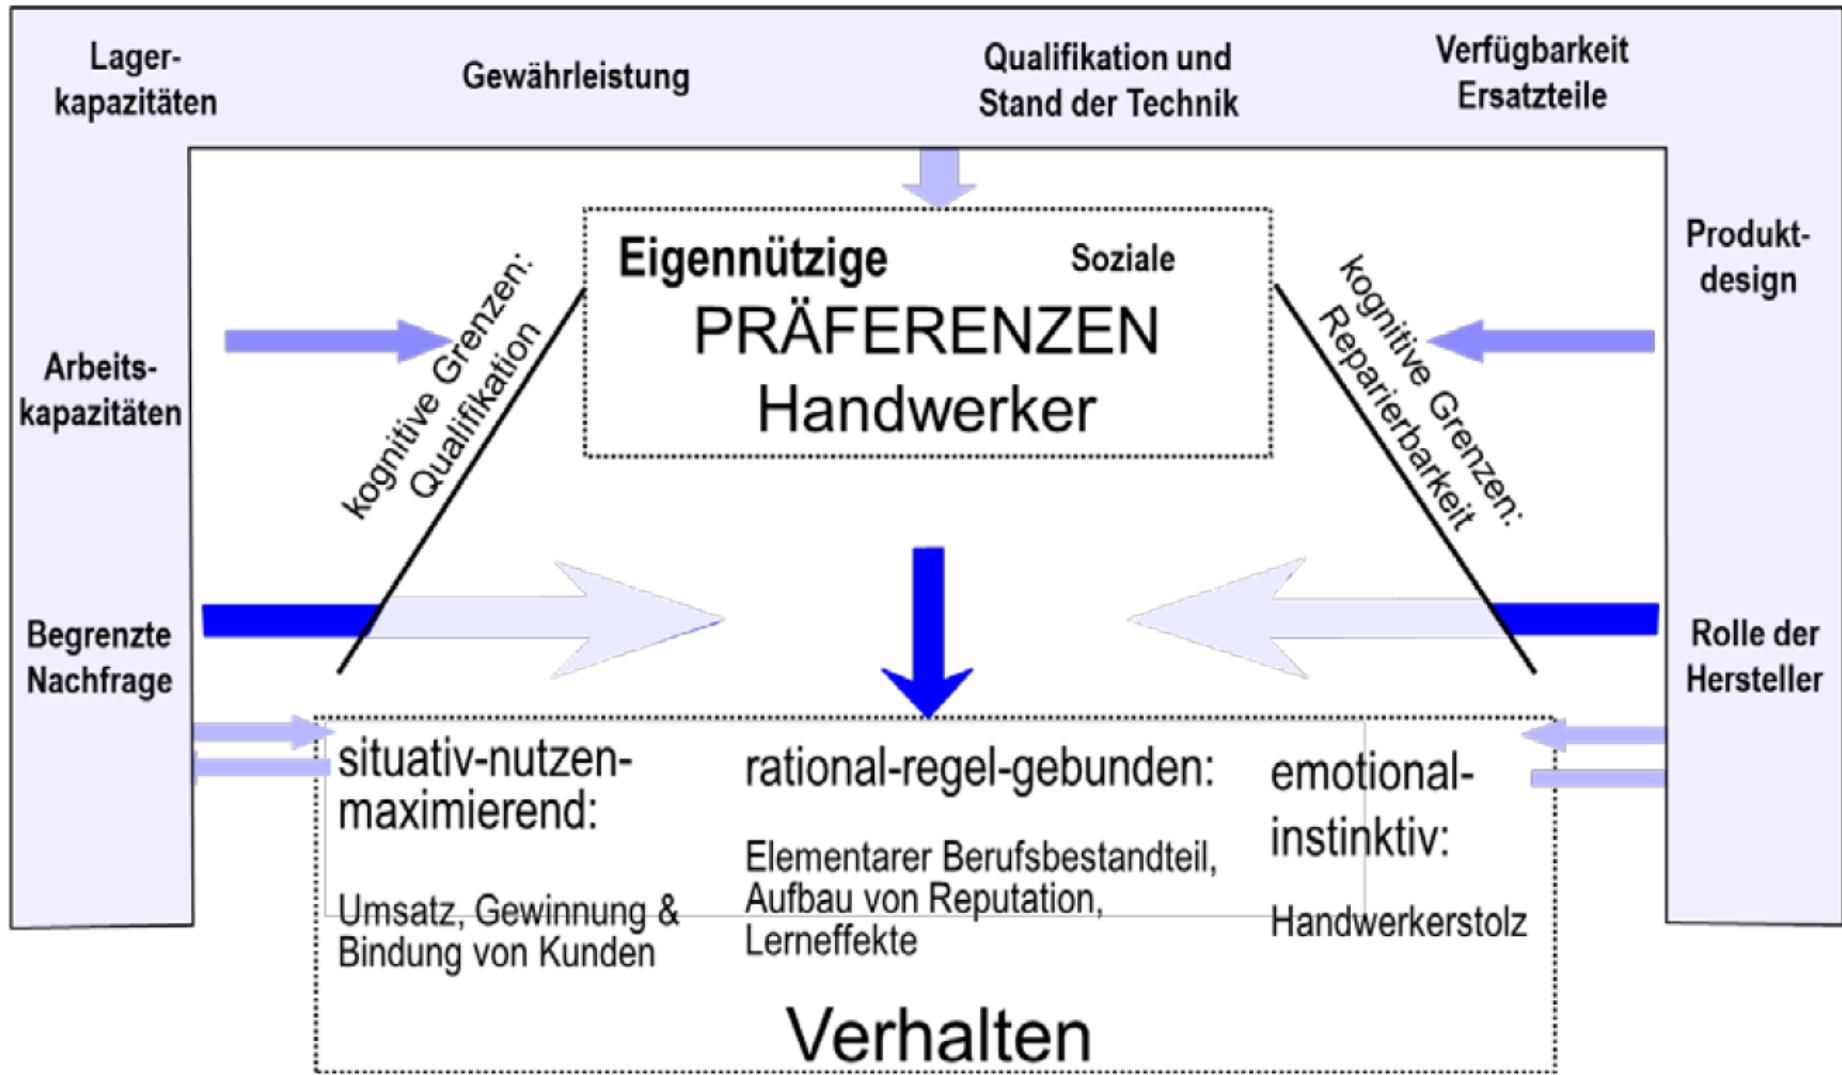 Lager-
kapazitäten
Gewährleistung
Qualifikation und
Stand der Technik
Verfügbarkeit
Ersatzteile
Arbeits-
kapazitäten
Begrenzte
Nachfrage
kognitive Grenzen:
Qualifikation
Eigennützige Soziale
PRÄFERENZEN
Handwerker
kognitive Grenzen:
Reparierbarkeit
Produkt-
design
Rolle der
Hersteller
situativ-nutzen-
maximierend:
Umsatz, Gewinnung &
Bindung von Kunden
rational-regel-gebunden:
Elementarer Berufsbestandteil,
Aufbau von Reputation,
Lerneffekte
emotional-
instinktiv:
Handwerkerstolz
Verhalten